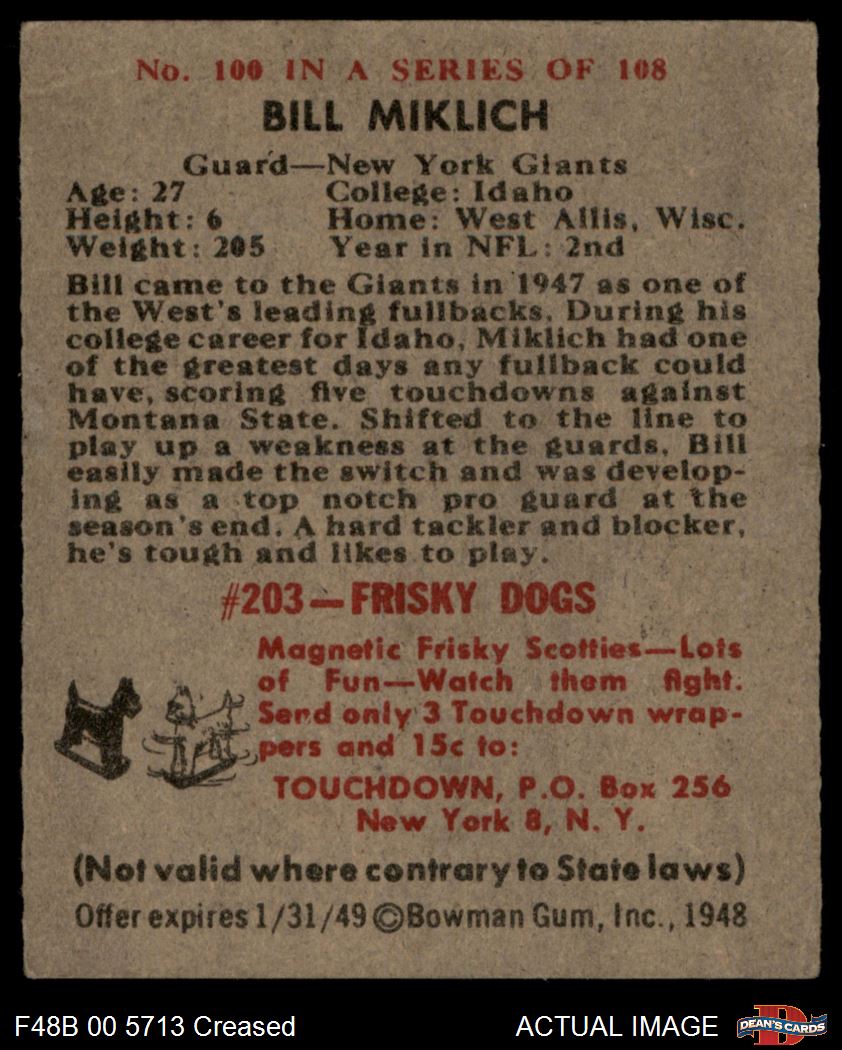 No. 100 IN A SERIES OF 108
BILL MIKLICH
Guard—New York Giants
Age: 27 College: Idaho
Height: 6 Home: West Allis, Wisc.
Weight: 205 Year in NFL: 2nd
Bill came to the Giants in 1947 as one of
the West's leading fullbacks. During his
college career for Idaho, Miklich had one
of the greatest days any fullback could
have, scoring five touchdowns against
Montana State. Shifted to the line to
play up a weakness at the guards, Bill
easily made the switch and was develop-
ing as a top notch pro guard at the
season's end. A hard tackler and blocker,
he's tough and likes to play.
#203—FRISKY DOGS
Magnetic Frisky Scotties—Lots
of Fun—Watch them fight.
Send only 3 Touchdown wrap-
pers and 15c to:
TOUCHDOWN, P.O. Box 256
New York 8, N. Y.
(Not valid where contrary to State laws)
Offer expires 1/31/49 ©Bowman Gum, Inc., 1948
F48B 00 5713 Creased ACTUAL IMAGE DEAN'S CARDS